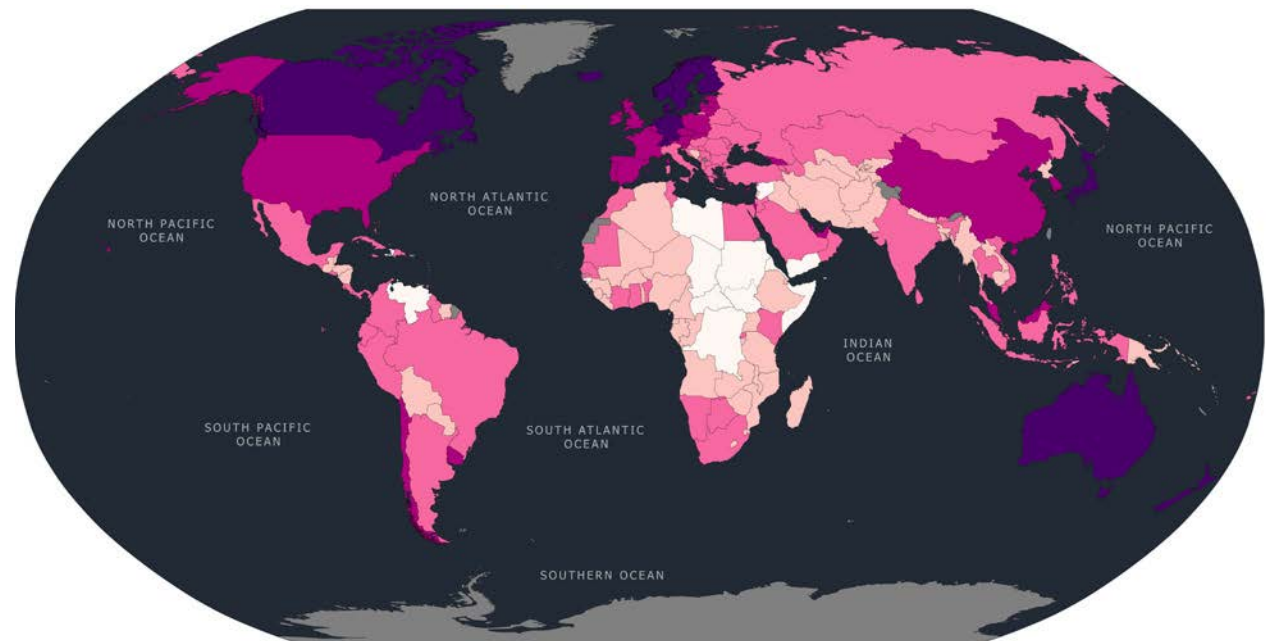 NORTH ATLANTIC
OCEAN
NORTH PACIFIC
OCEAN
NORTH PACIFIC
OCEAN
INDIAN
OCEAN
SOUTH PACIFIC
OCEAN
SOUTH ATLANTIC
OCEAN
SOUTHERN OCEAN